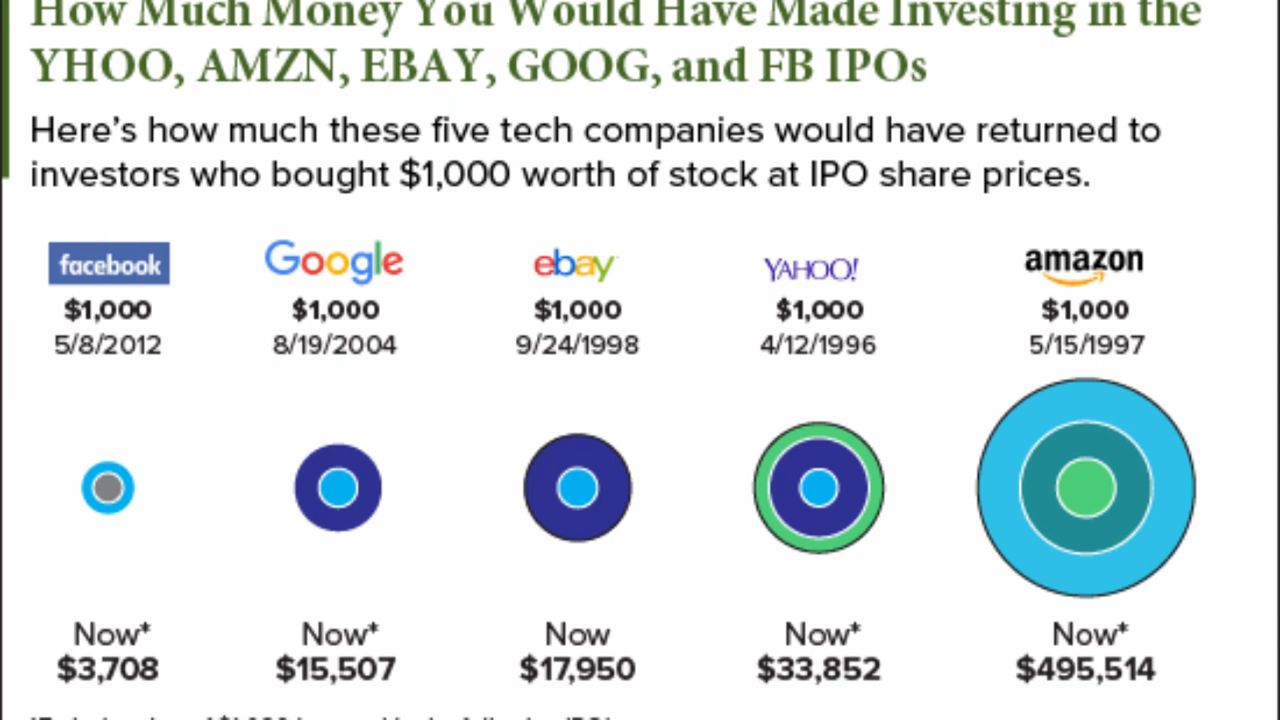 How Much Money You Would Have Made Investing in the
YHOO, AMZN, EBAY, GOOG, and FB IPOs
Here's how much these five tech companies would have returned to
investors who bought $1,000 worth of stock at IPO share prices.
facebook Google ebay YAHOO! amazon
$1,000 $1,000 $1,000 $1,000 $1,000
5/8/2012 8/19/2004 9/24/1998 4/12/1996 5/15/1997
Now* Now* Now Now* Now*
$3,708 $15,507 $17,950 $33,852 $495,514